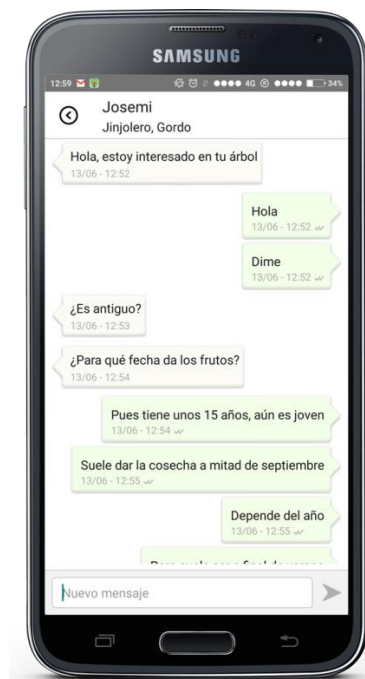 SAMSUNG
12:59 4G 34%
Josemi
Jinjolero, Gordo
Hola, estoy interesado en tu árbol
13/06 - 12:52
Hola
13/06 - 12:52
Dime
13/06 - 12:52
¿Es antiguo?
13/06 - 12:53
¿Para qué fecha da los frutos?
13/06 - 12:54
Pues tiene unos 15 años, aún es joven
13/06 - 12:54
Suele dar la cosecha a mitad de septiembre
13/06 - 12:55
Depende del año
13/06 - 12:55
Nuevo mensaje